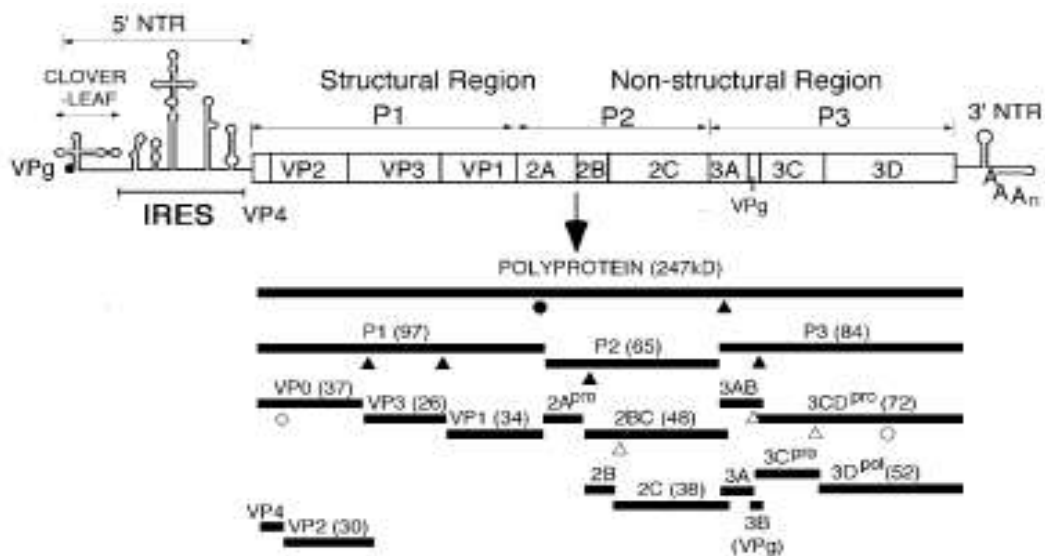 5' NTR
CLOVER
-LEAF
Structural Region
Non-structural Region
P1
P2
P3
3' NTR
VPg
VP2
VP3
VP1
2A
2B
2C
3A
3C
3D
A
A
An
IRES
VP4
VPg
POLYPROTEIN (247kD)
P1 (97)
P2 (65)
P3 (84)
VP0 (37)
VP3 (26)
VP1 (34)
2Apro
2BC (48)
3AB
3CDpro (72)
2B
2C (38)
3A
3Cpro
3Dpol (52)
VP4
VP2 (30)
3B
(VPg)